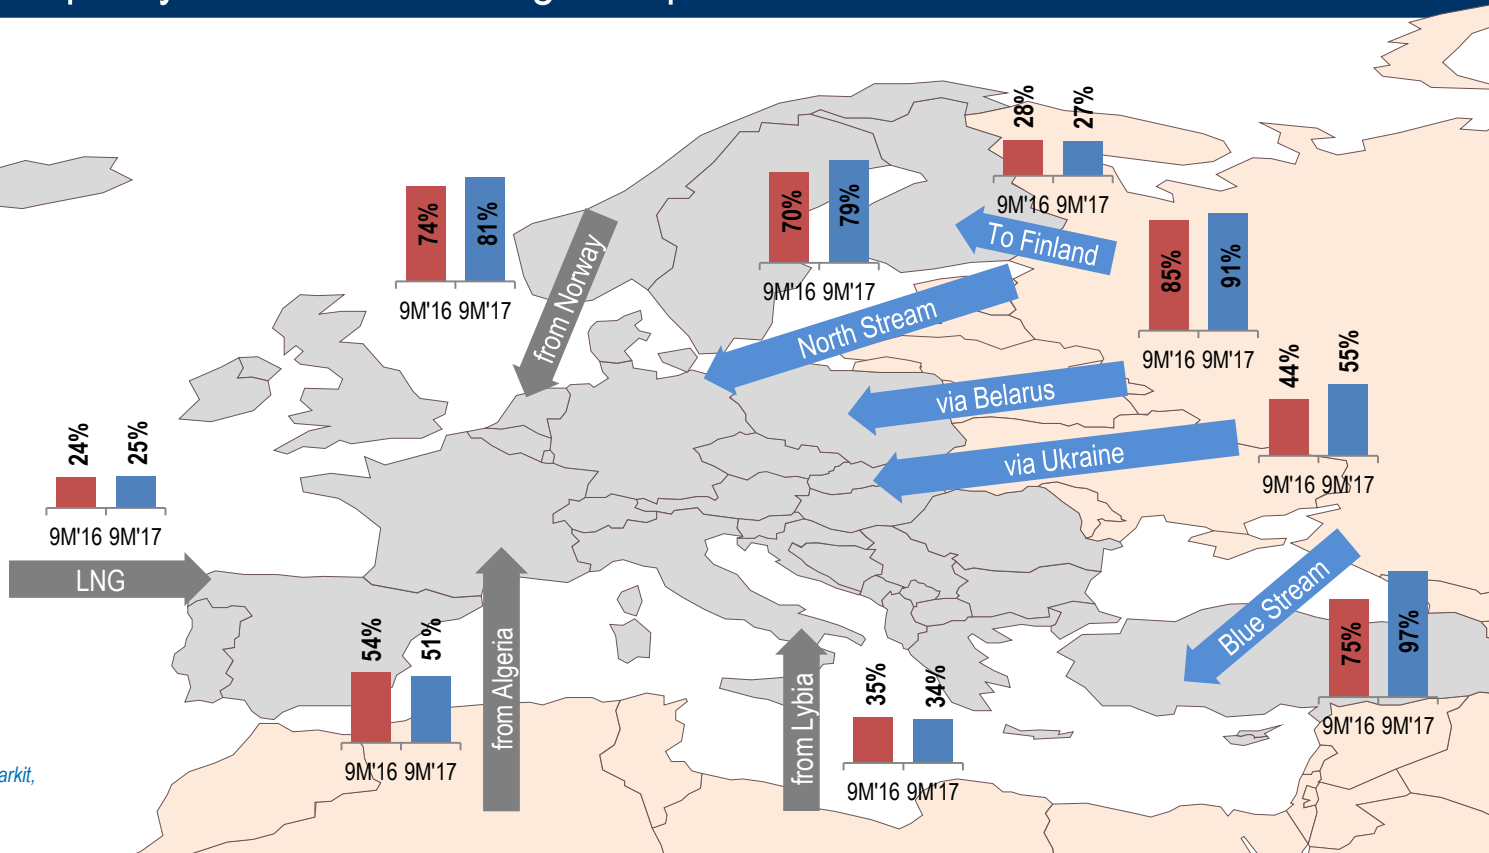 28%
27%
9M'16 9M'17
To Finland
74%
81%
9M'16 9M'17
from Norway
70%
79%
9M'16 9M'17
North Stream
85%
91%
9M'16 9M'17
via Belarus
44%
55%
9M'16 9M'17
via Ukraine
24%
25%
9M'16 9M'17
LNG
54%
51%
9M'16 9M'17
from Algeria
35%
34%
9M'16 9M'17
from Lybia
Blue Stream
75%
97%
9M'16 9M'17
arkit,